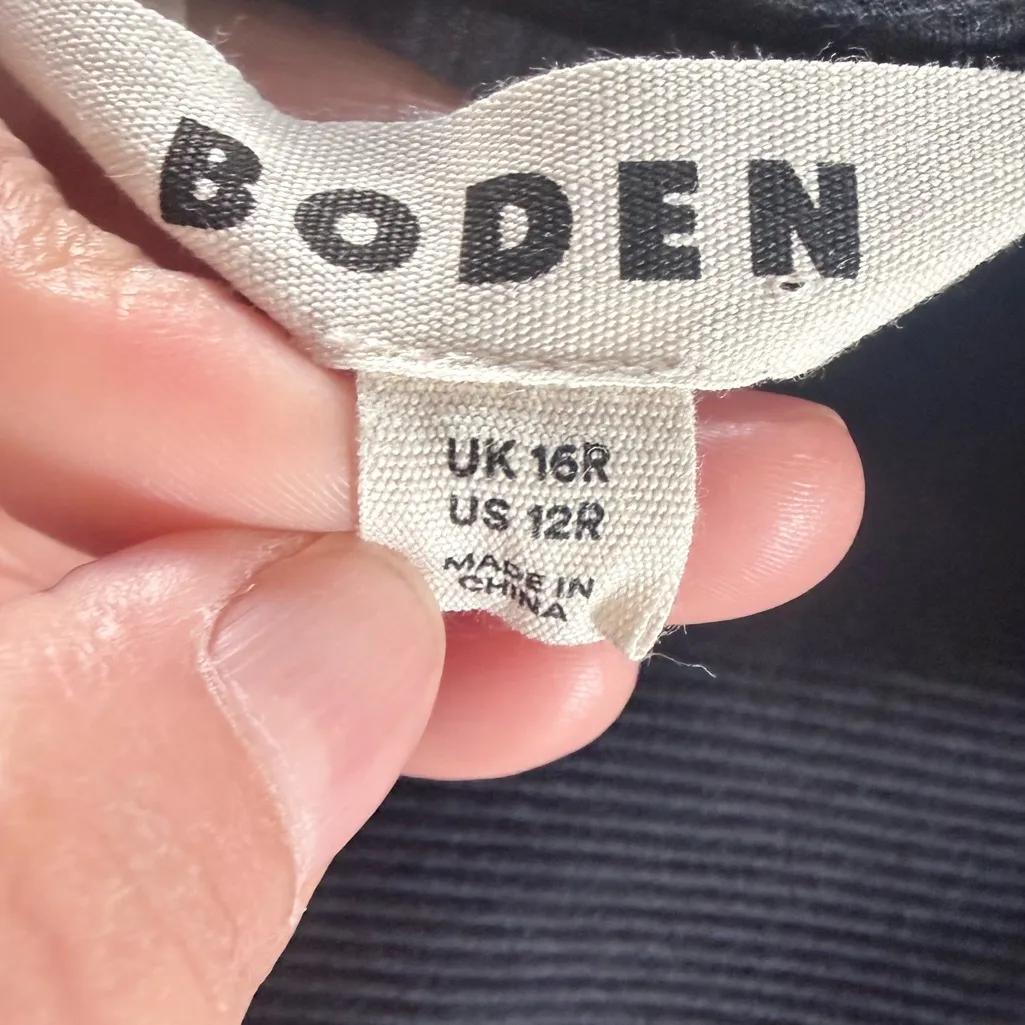 BODEN
UK 16R
US 12R
MADE IN
CHINA